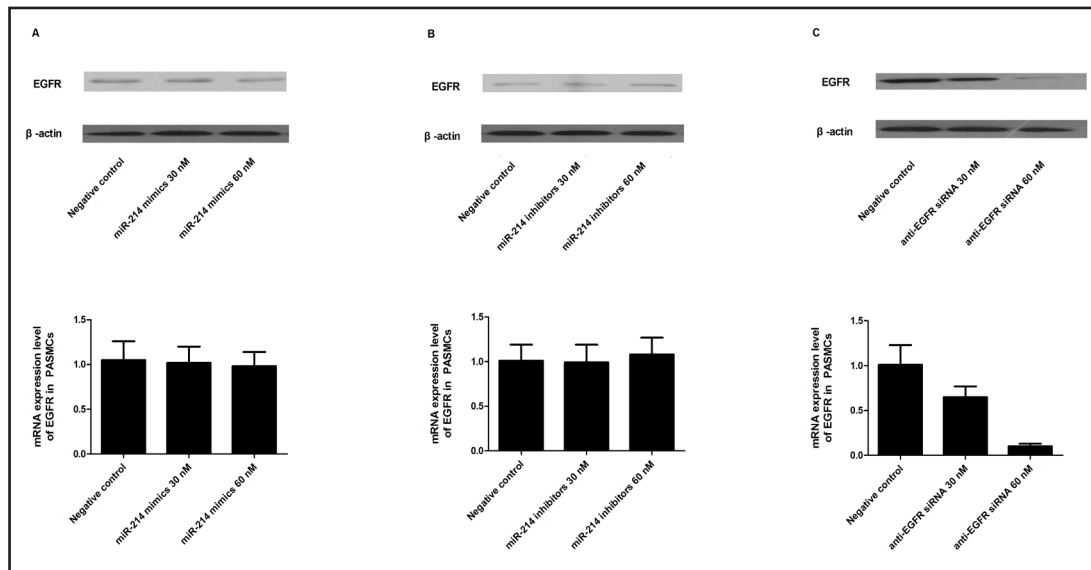 A
EGFR
β -actin
Negative control
miR-214 mimics 30 nM
miR-214 mimics 60 nM
mRNA expression level
of EGFR in PASMCs
1.5
1.0
0.5
0.0
Negative control
miR-214 mimics 30 nM
miR-214 mimics 60 nM
B
EGFR
β -actin
Negative control
miR-214 inhibitors 30 nM
miR-214 inhibitors 60 nM
mRNA expression level
of EGFR in PASMCs
1.5
1.0
0.5
0.0
Negative control
miR-214 inhibitors 30 nM
miR-214 inhibitors 60 nM
C
EGFR
β -actin
Negative control
anti-EGFR siRNA 30 nM
anti-EGFR siRNA 60 nM
mRNA expression level
of EGFR in PASMCs
1.5
1.0
0.5
0.0
Negative control
anti-EGFR siRNA 30 nM
anti-EGFR siRNA 60 nM